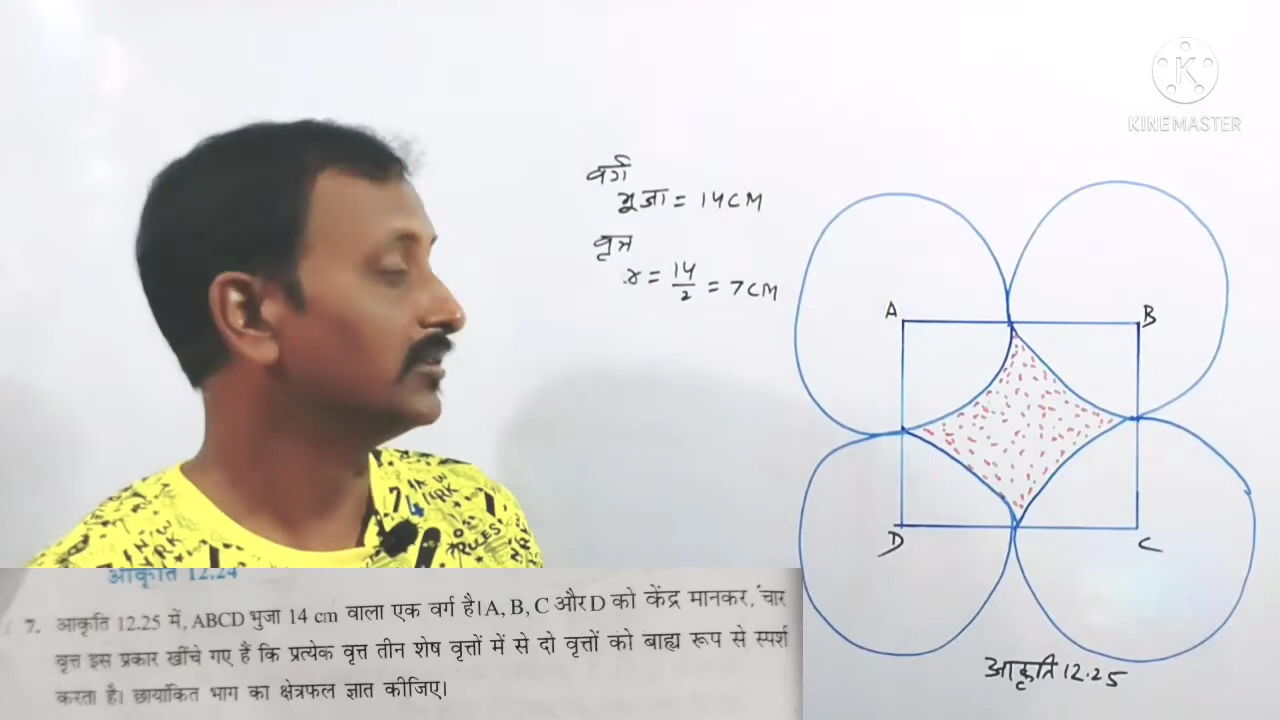 KINEMASTER
वर्ग
भूजा = 14CM
वृत्त
r = 14/2 = 7CM
A
B
D
C
आकृति 12.25
आकृति 12.24
7. आकृति 12.25 में, ABCD भुजा 14 cm वाला एक वर्ग है। A, B, C और D को केंद्र मानकर, चार
वृत्त इस प्रकार खींचे गए हैं कि प्रत्येक वृत्त तीन शेष वृत्तों में से दो वृत्तों को बाह्य रूप से स्पर्श
करता है। छायांकित भाग का क्षेत्रफल ज्ञात कीजिए।